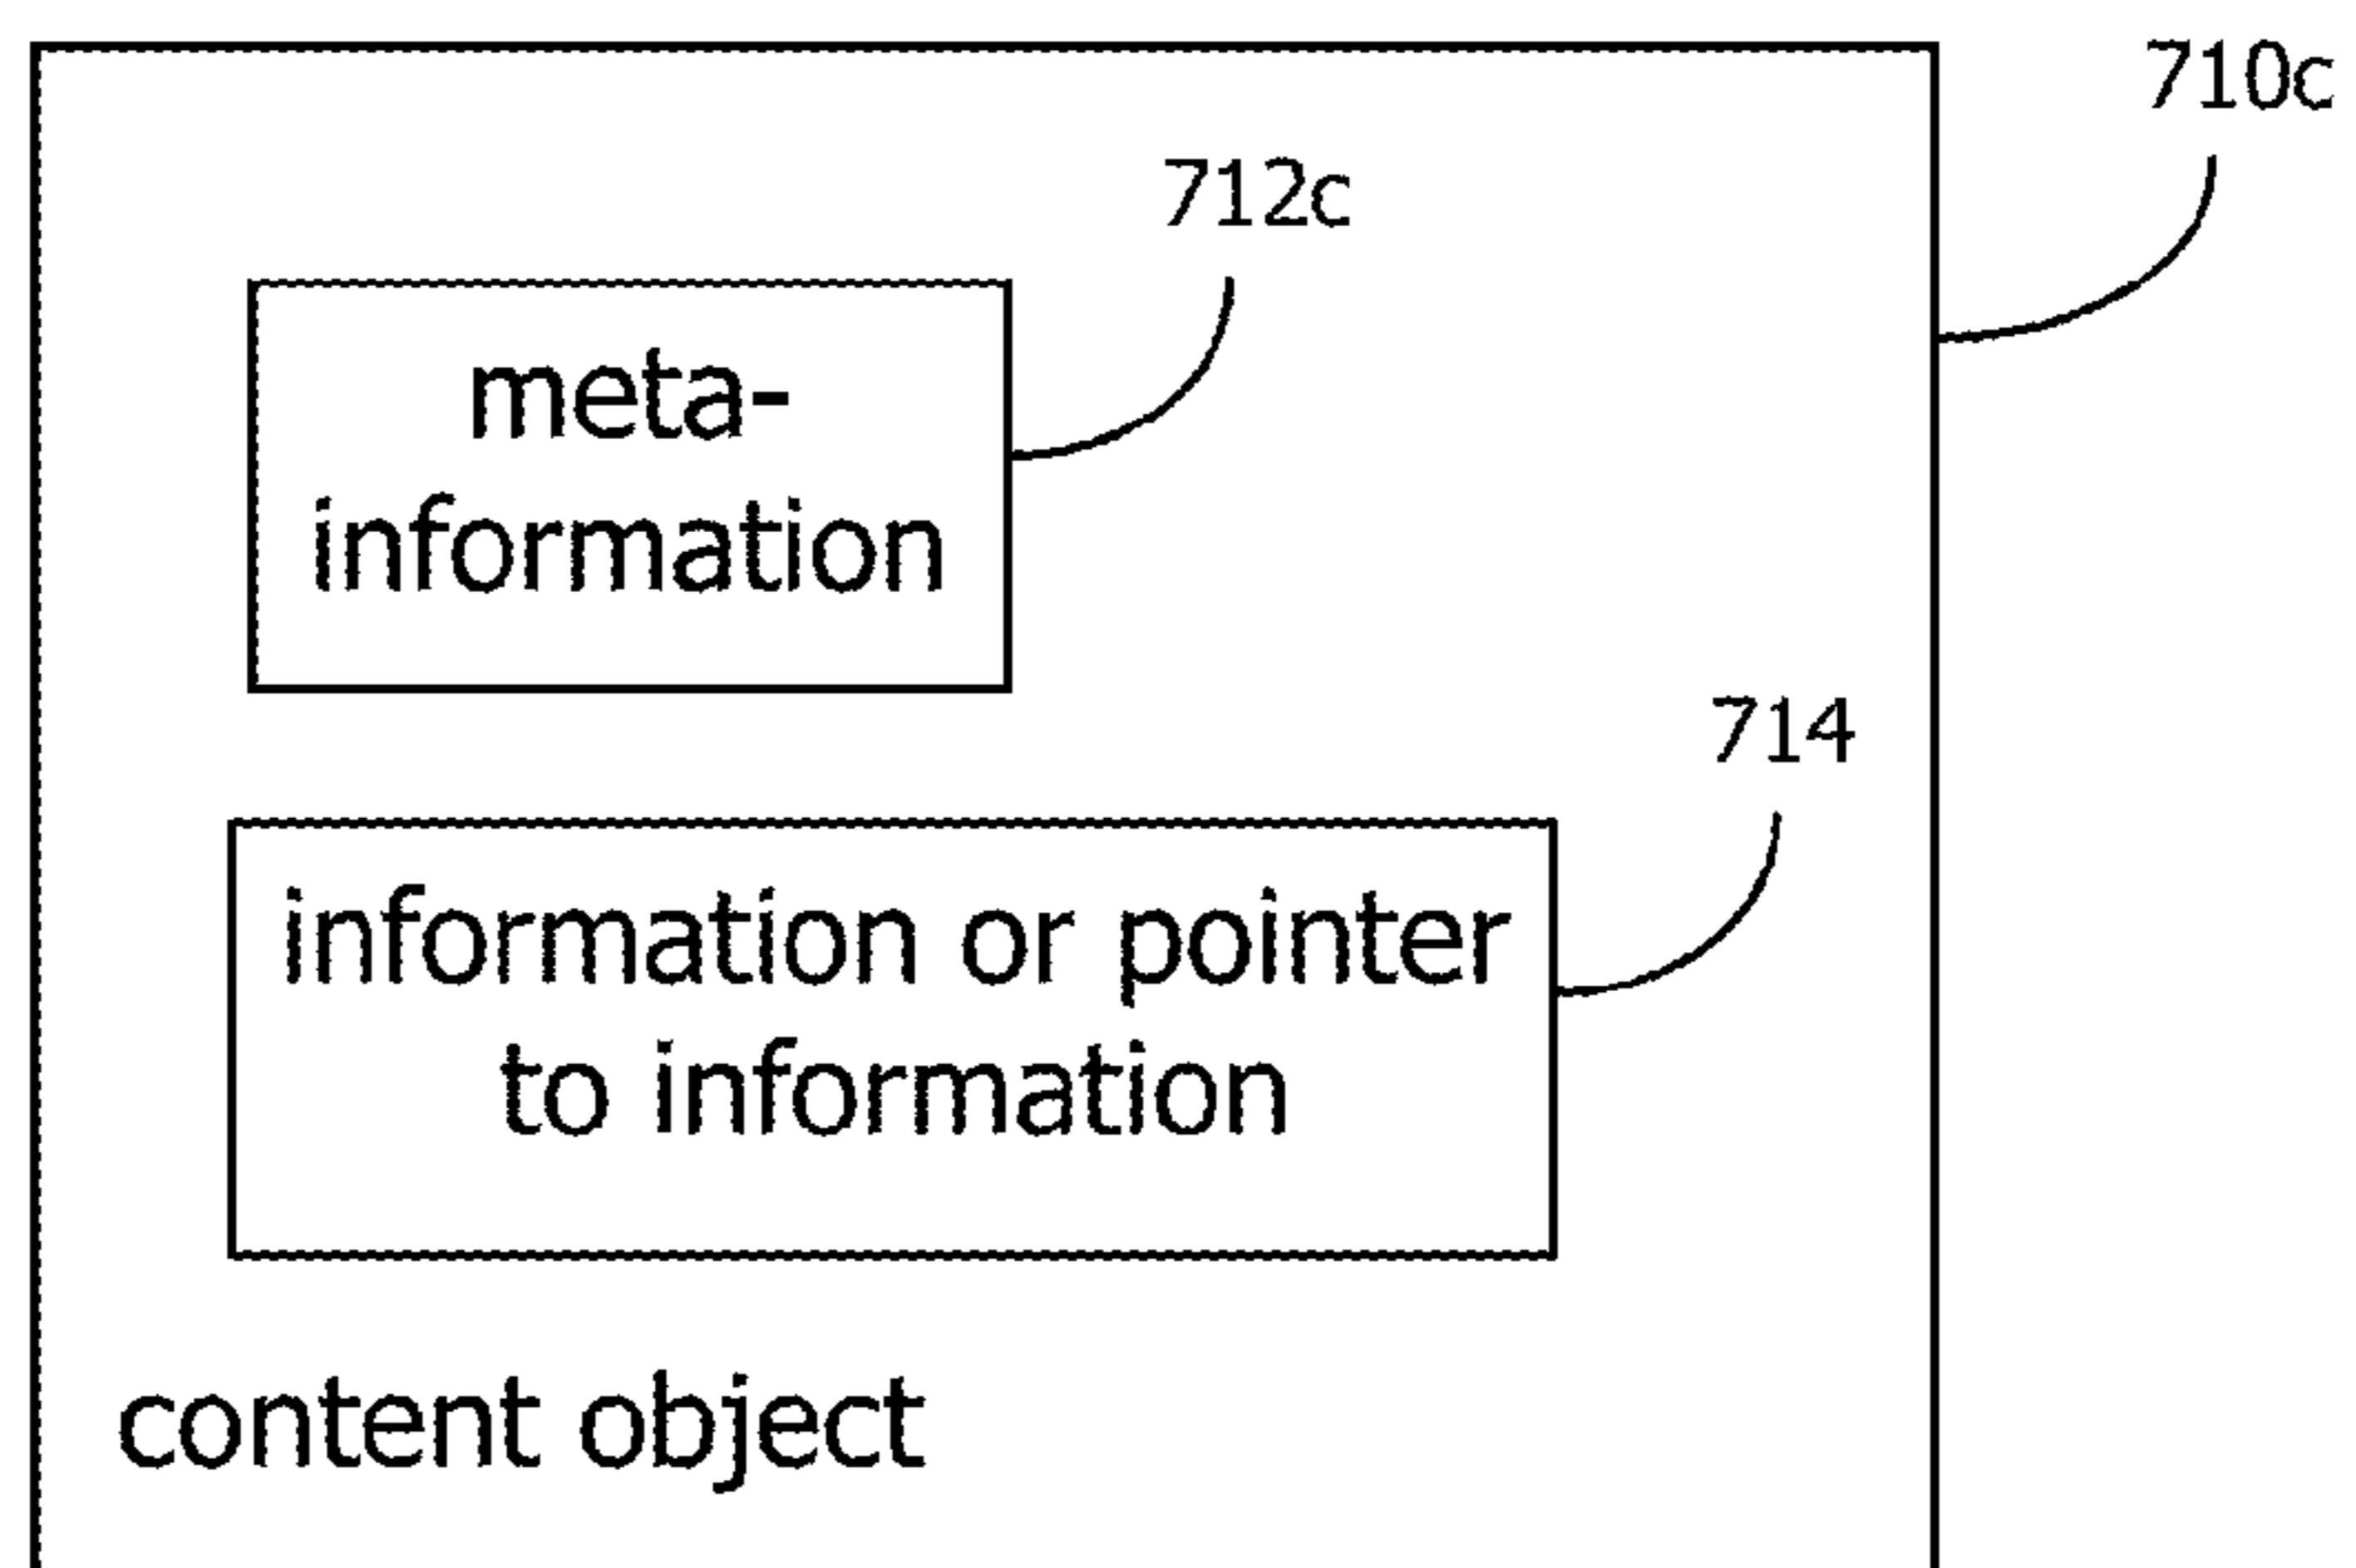 710c
712c
meta-
information
714
information or pointer
to information
content object